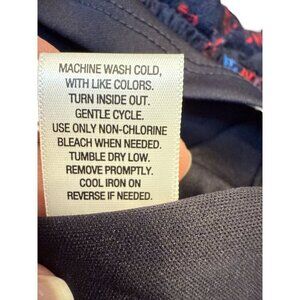 MACHINE WASH COLD,
WITH LIKE COLORS.
TURN INSIDE OUT.
GENTLE CYCLE.
USE ONLY NON-CHLORINE
BLEACH WHEN NEEDED.
TUMBLE DRY LOW.
REMOVE PROMPTLY.
COOL IRON ON
REVERSE IF NEEDED.